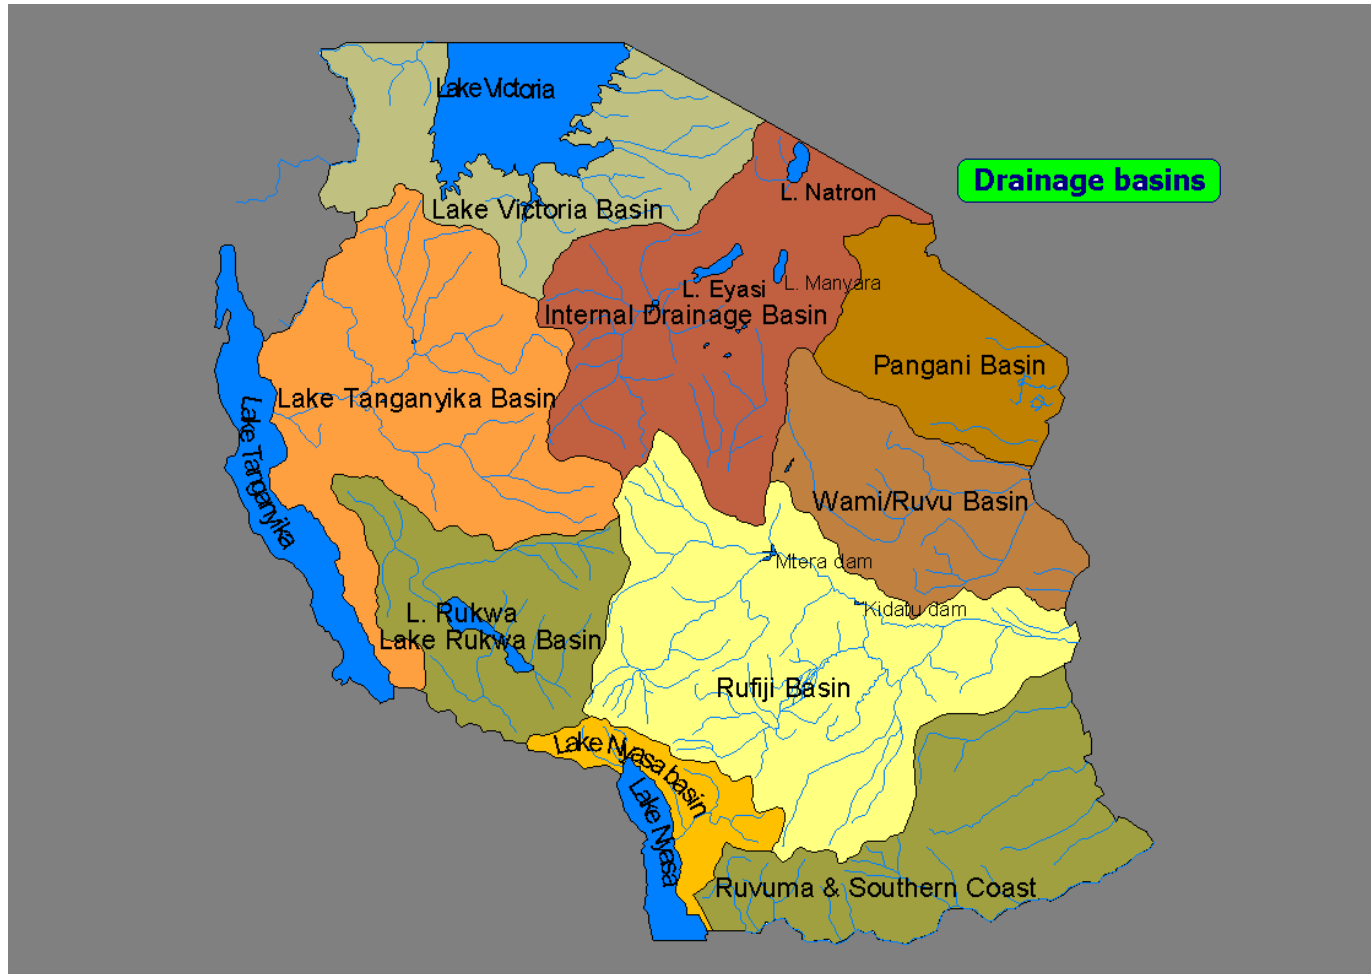 Lake Victoria
Drainage basins
L. Natron
Lake Victoria Basin
L. Manyara
L. Eyasi
Internal Drainage Basin
Pangani Basin
Lake Tanganyika Basin
Lake Tanganyika
Wami/Ruvu Basin
Mtera dam
Kidatu dam
L. Rukwa
Lake Rukwa Basin
Rufiji Basin
Lake Nyasa basin
Lake Nyasa
Ruvuma & Southern Coast